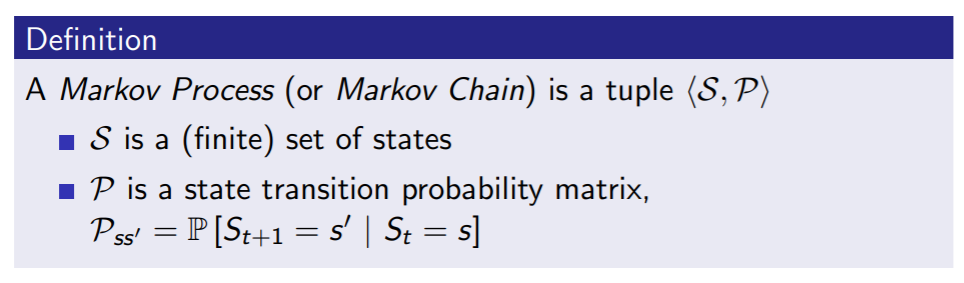 Definition
A Markov Process (or Markov Chain) is a tuple ⟨𝒮, 𝒫⟩
■ 𝒮 is a (finite) set of states
■ 𝒫 is a state transition probability matrix,
𝒫ss′ = ℙ [St+1 = s′ | St = s]